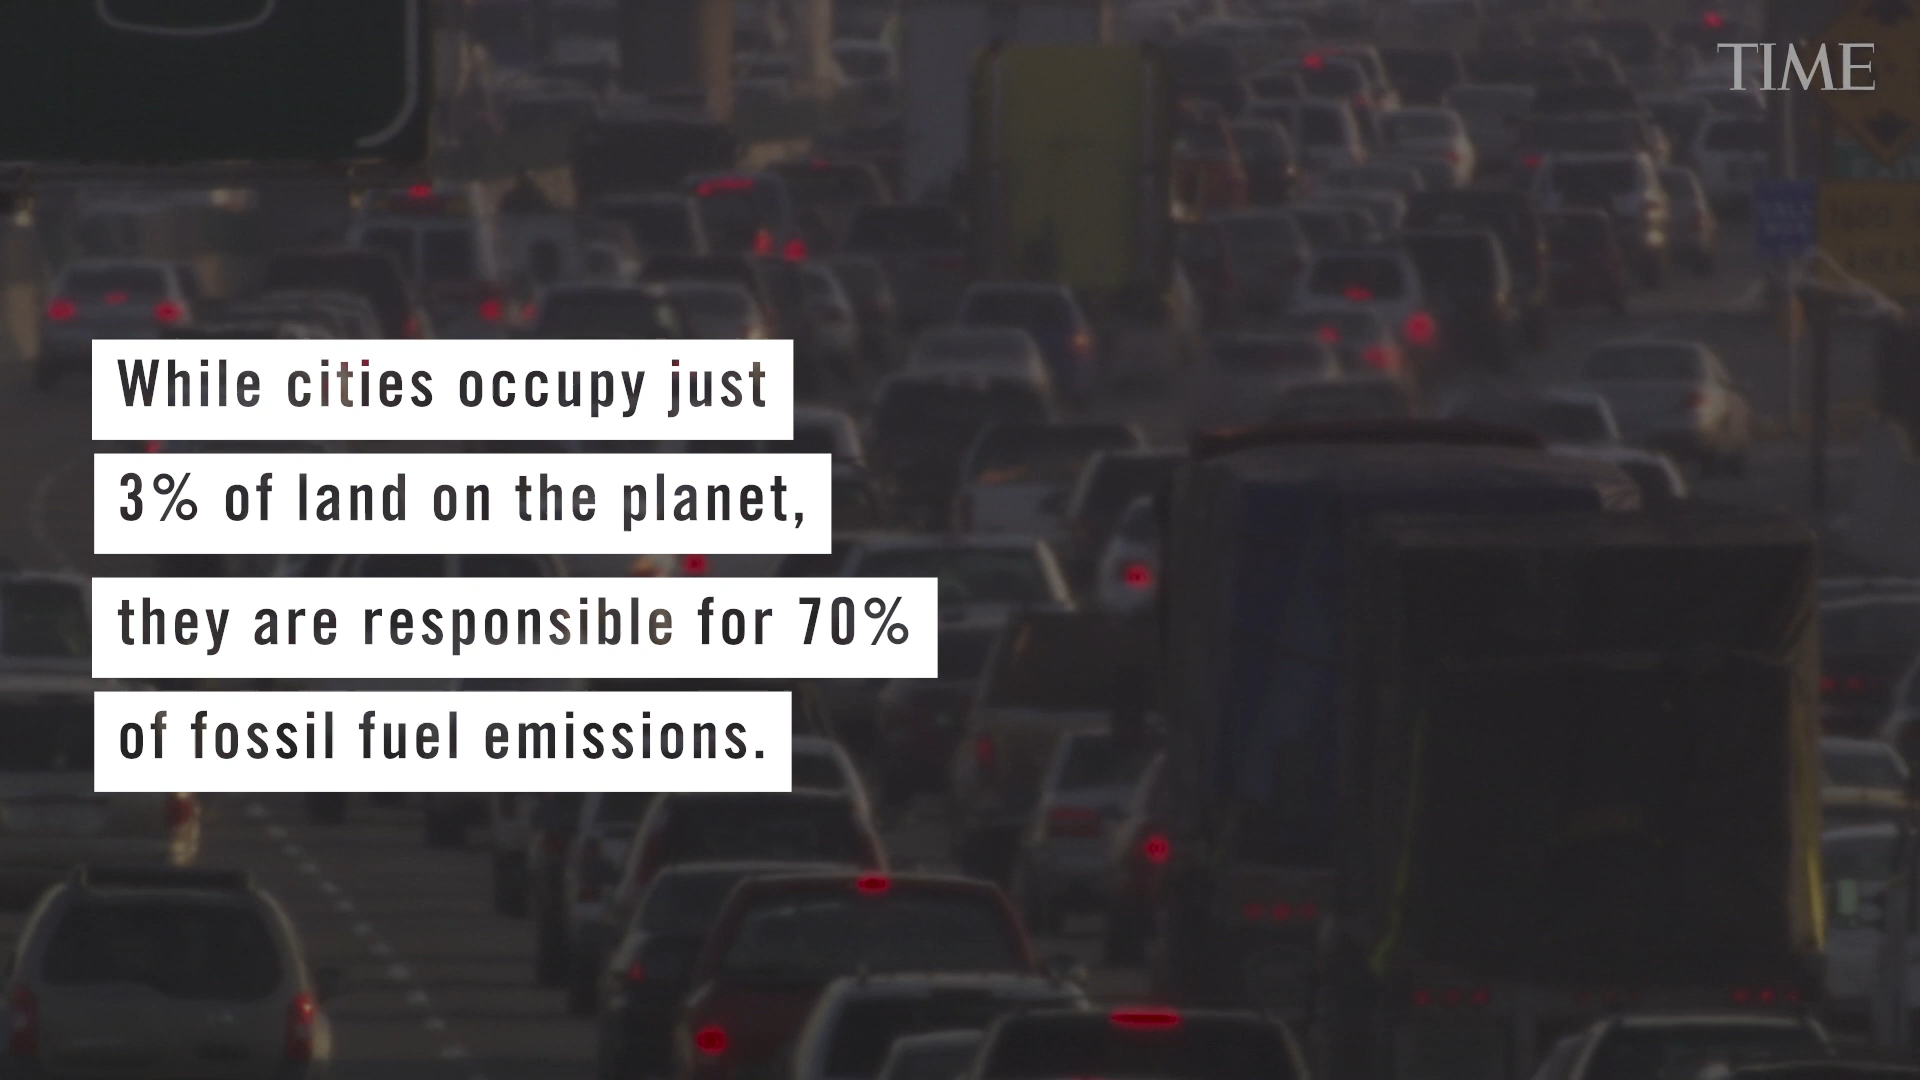 TIME
While cities occupy just
3% of land on the planet,
they are responsible for 70%
of fossil fuel emissions.